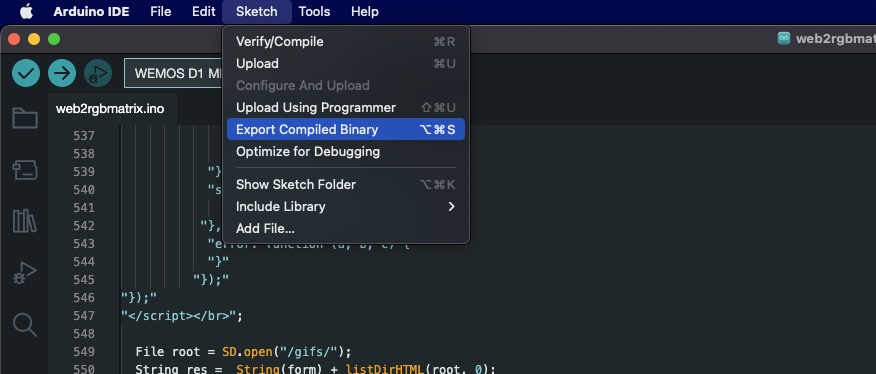 Arduino IDE File Edit Sketch Tools Help
web2rgbmat
WEMOS D1 M
web2rgbmatrix.ino
Verify/Compile ⌘R
Upload ⌘U
Configure And Upload
Upload Using Programmer ⇧⌘U
Export Compiled Binary ⌥⌘S
Optimize for Debugging
Show Sketch Folder ⌥⌘K
Include Library
Add File...
537
538
539 "}
540 "s
541
542 "},
543 "error: function (a, b, c) {
544 "}"
545 "});"
546 "});"
547 "</script></br>";
548
549 File root = SD.open("/gifs/");
550 String res = String(form) + listDirHTML(root, 0);